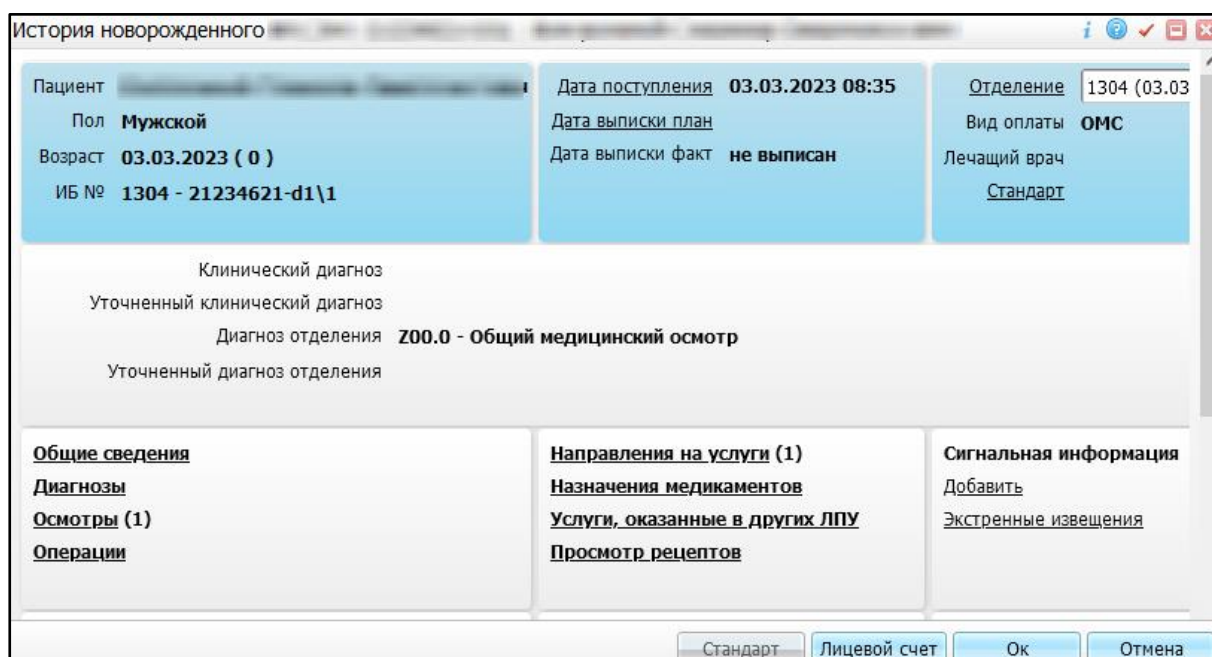 История новорожденного
Пациент
Пол Мужской
Возраст 03.03.2023 ( 0 )
ИБ № 1304 - 21234621-d1\1
Дата поступления 03.03.2023 08:35
Дата выписки план
Дата выписки факт не выписан
Отделение 1304 (03.03
Вид оплаты ОМС
Лечащий врач
Стандарт
Клинический диагноз
Уточненный клинический диагноз
Диагноз отделения Z00.0 - Общий медицинский осмотр
Уточненный диагноз отделения
Общие сведения
Диагнозы
Осмотры (1)
Операции
Направления на услуги (1)
Назначения медикаментов
Услуги, оказанные в других ЛПУ
Просмотр рецептов
Сигнальная информация
Добавить
Экстренные извещения
Стандарт Лицевой счет Ок Отмена